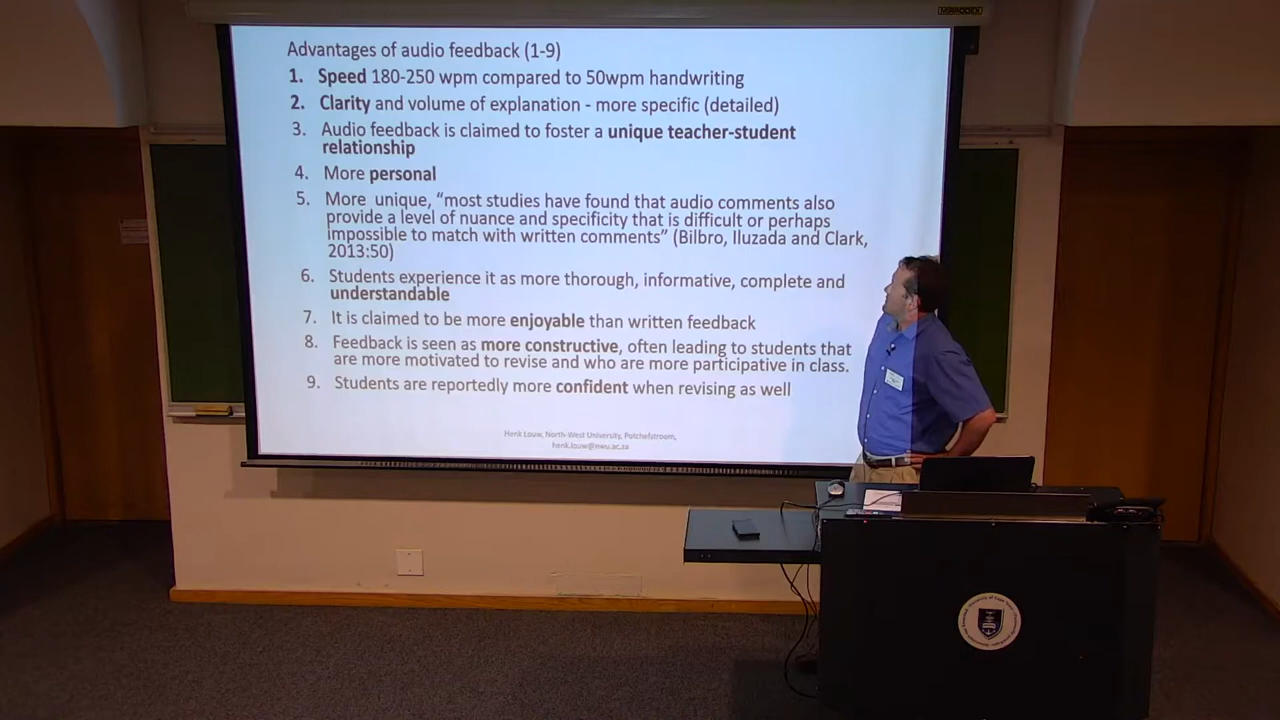 Advantages of audio feedback (1-9)
1. Speed 180-250 wpm compared to 50wpm handwriting
2. Clarity and volume of explanation - more specific (detailed)
3. Audio feedback is claimed to foster a unique teacher-student
relationship
4. More personal
5. More unique, “most studies have found that audio comments also
provide a level of nuance and specificity that is difficult or perhaps
impossible to match with written comments” (Bilbro, Iluzada and Clark,
2013:50)
6. Students experience it as more thorough, informative, complete and
understandable
7. It is claimed to be more enjoyable than written feedback
8. Feedback is seen as more constructive, often leading to students that
are more motivated to revise and who are more participative in class.
9. Students are reportedly more confident when revising as well
Henk Louw, North-West University, Potchefstroom,
henk.louw@nwu.ac.za